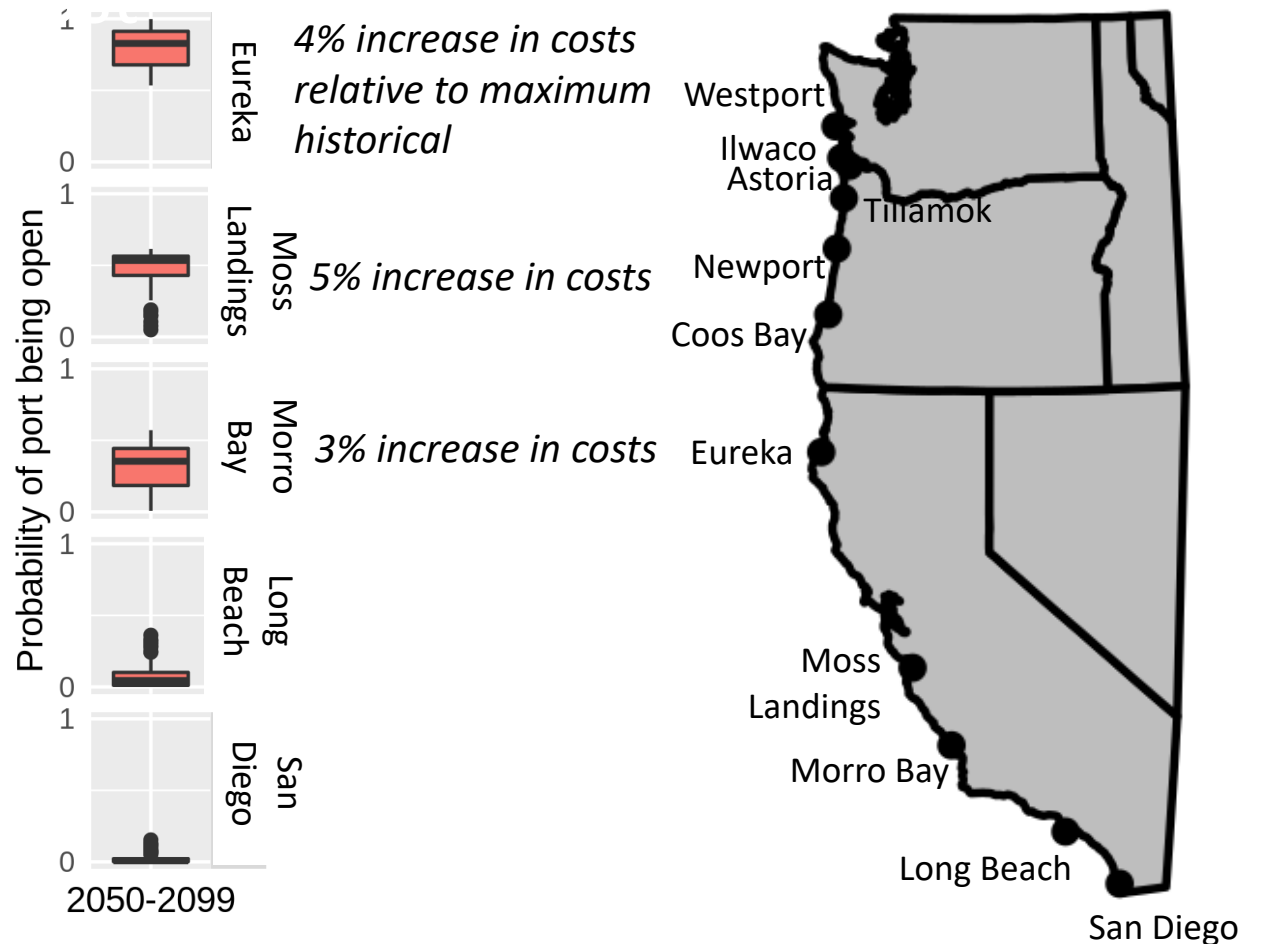 Probability of port being open
1
0
Eureka
4% increase in costs
relative to maximum
historical
1
0
Moss
Landings
5% increase in costs
1
0
Morro
Bay
3% increase in costs
1
0
Long
Beach
1
0
San
Diego
2050-2099
Westport
Ilwaco
Astoria
Tillamok
Newport
Coos Bay
Eureka
Moss
Landings
Morro Bay
Long Beach
San Diego